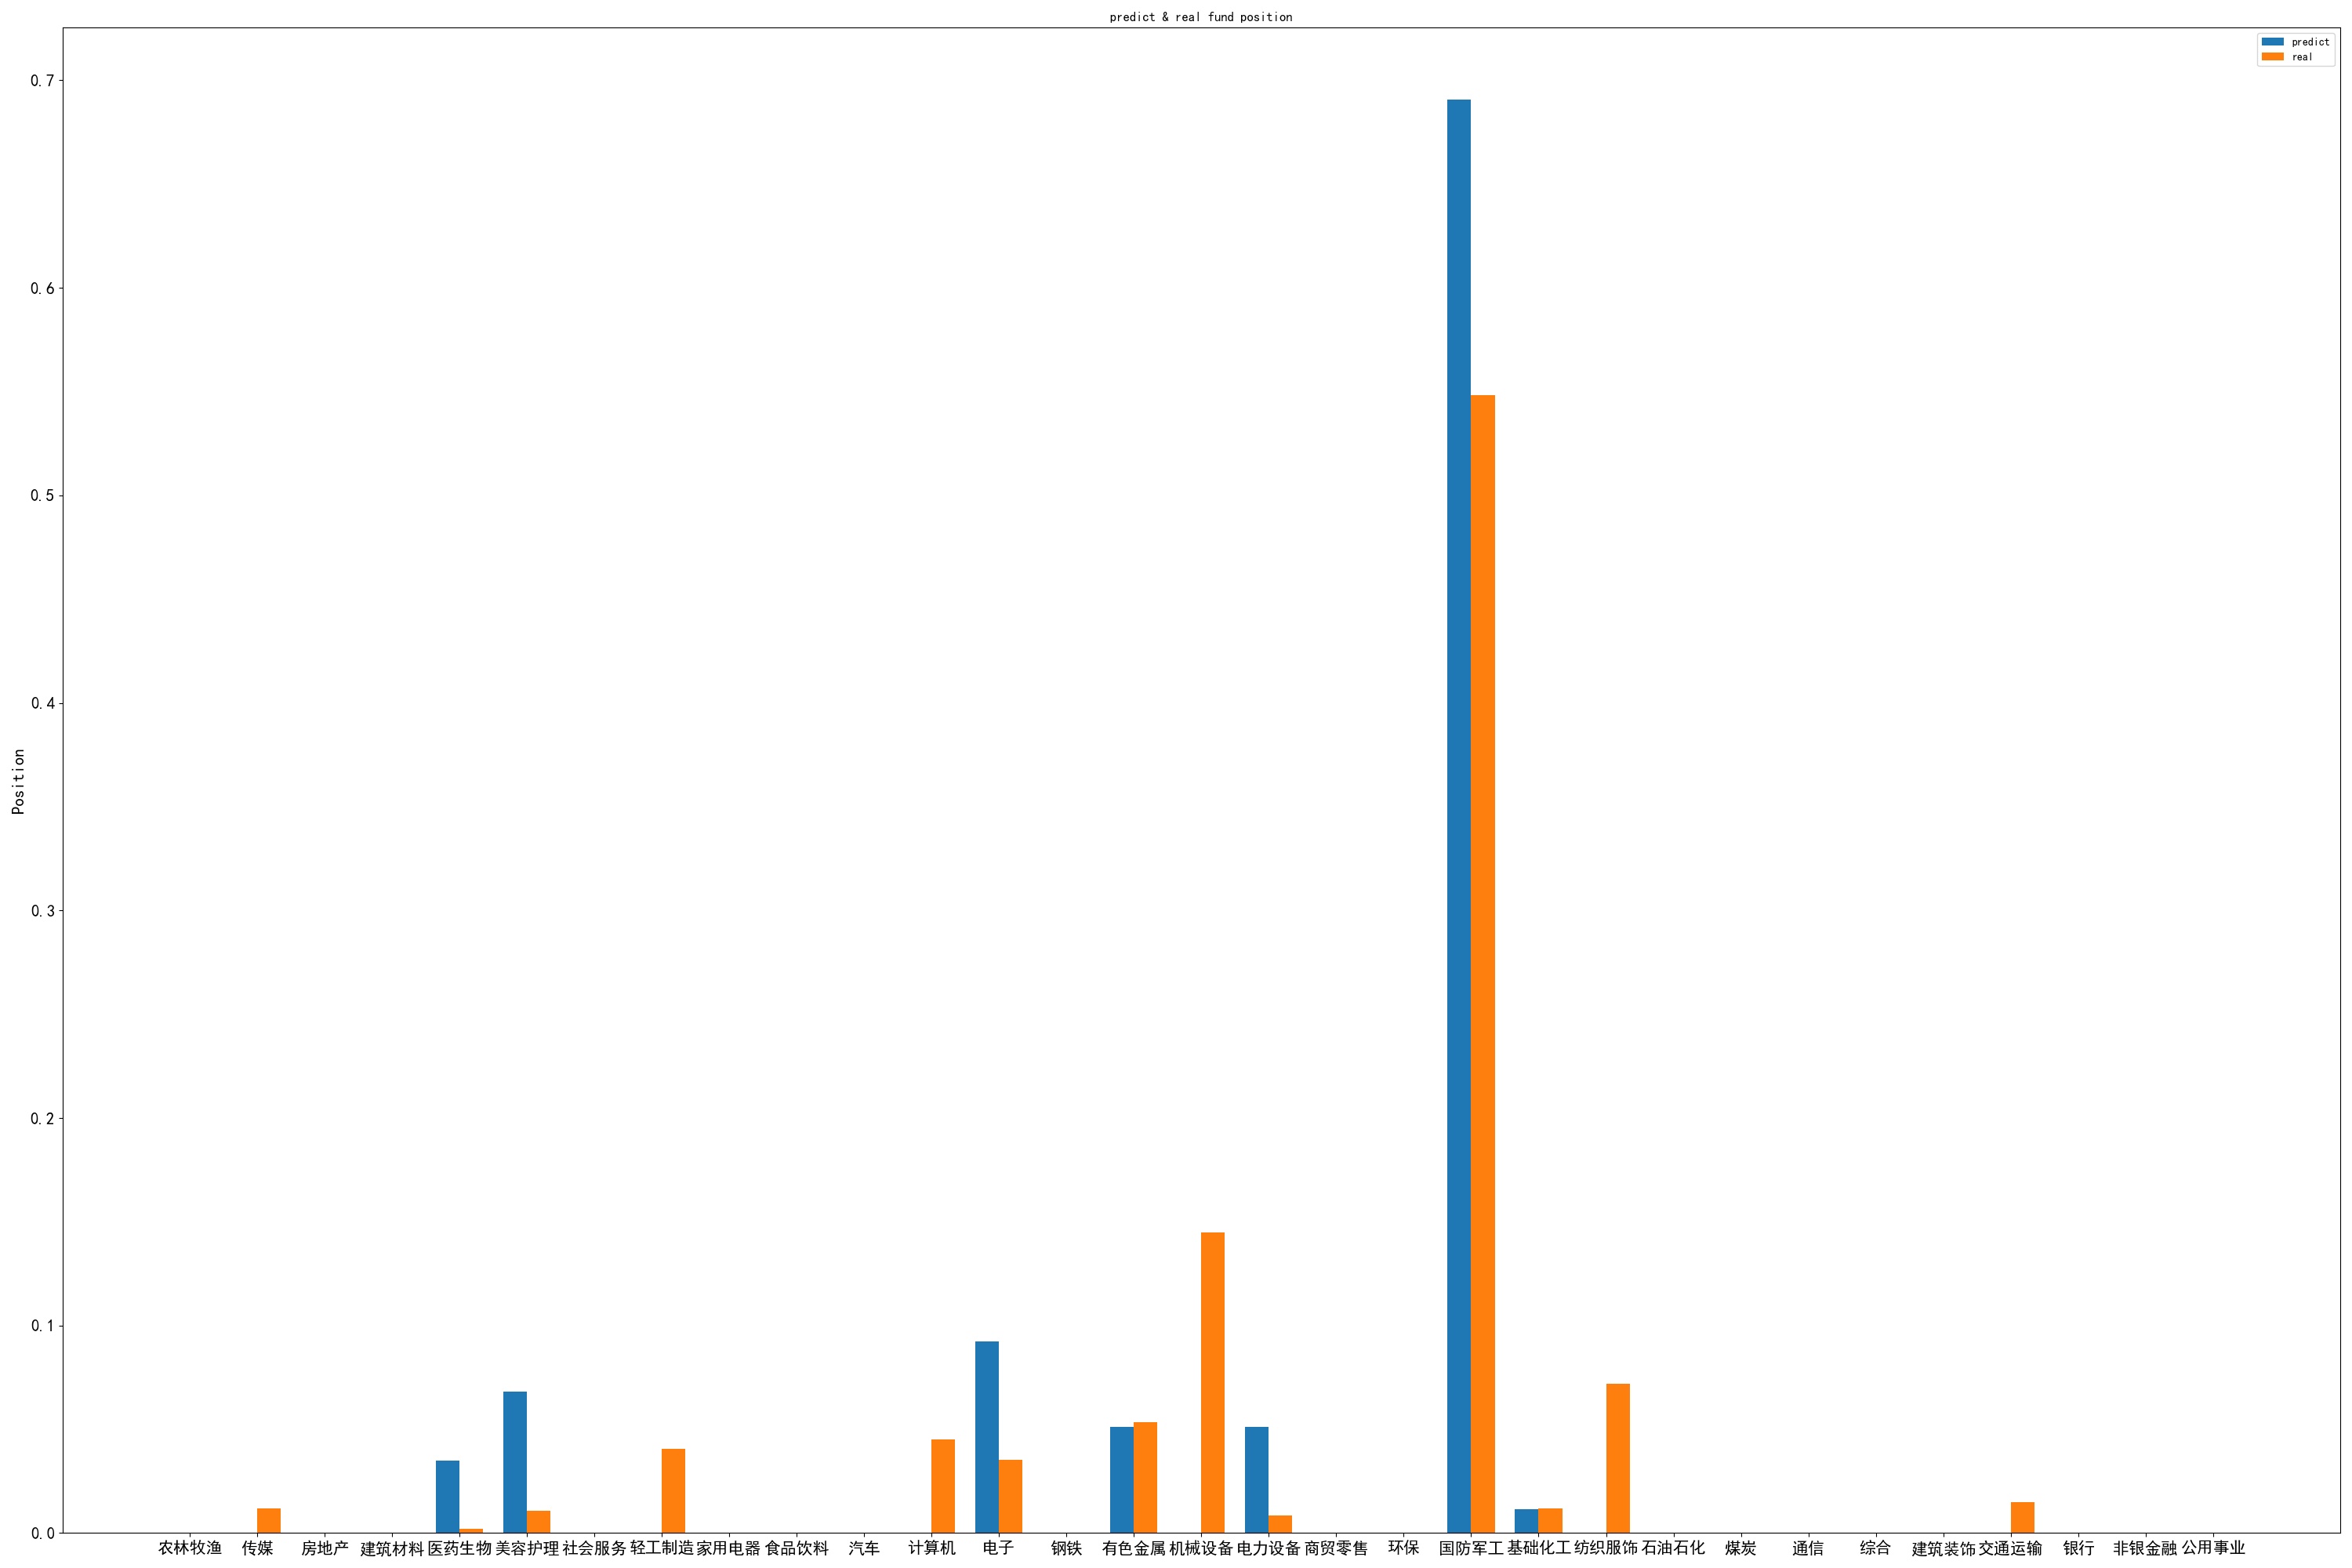 predict & real fund position
predict
real
0.7
0.6
0.5
0.4
0.3
0.2
0.1
0.0
Position
农林牧渔 传媒 房地产 建筑材料 医药生物 美容护理 社会服务 轻工制造 家用电器 食品饮料 汽车 计算机 电子 钢铁 有色金属 机械设备 电力设备 商贸零售 环保 国防军工 基础化工 纺织服饰 石油石化 煤炭 通信 综合 建筑装饰 交通运输 银行 非银金融 公用事业